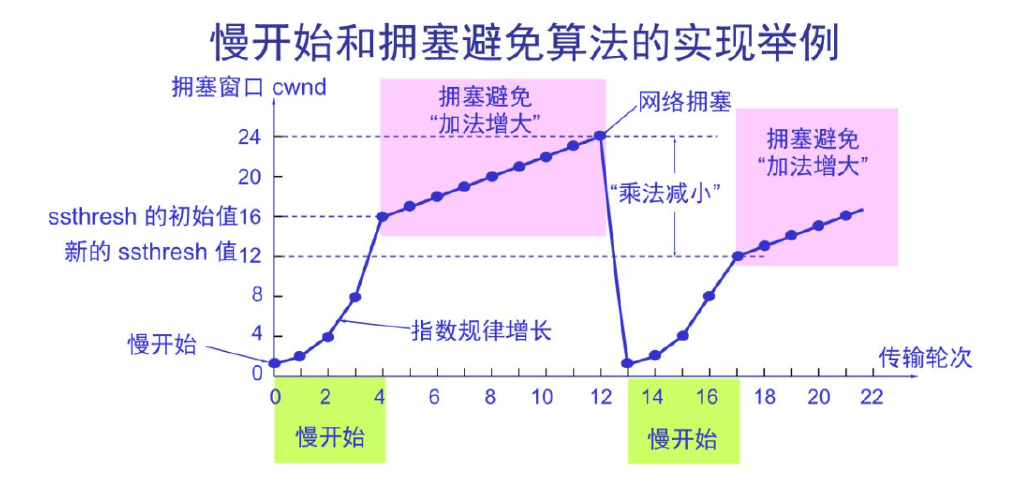 慢开始和拥塞避免算法的实现举例
拥塞窗口 cwnd
拥塞避免
“加法增大”
网络拥塞
拥塞避免
“加法增大”
24
20
“乘法减小”
ssthresh 的初始值16
新的 ssthresh 值12
8
4
指数规律增长
慢开始
0
传输轮次
0 2 4 6 8 10 12 14 16 18 20 22
慢开始
慢开始